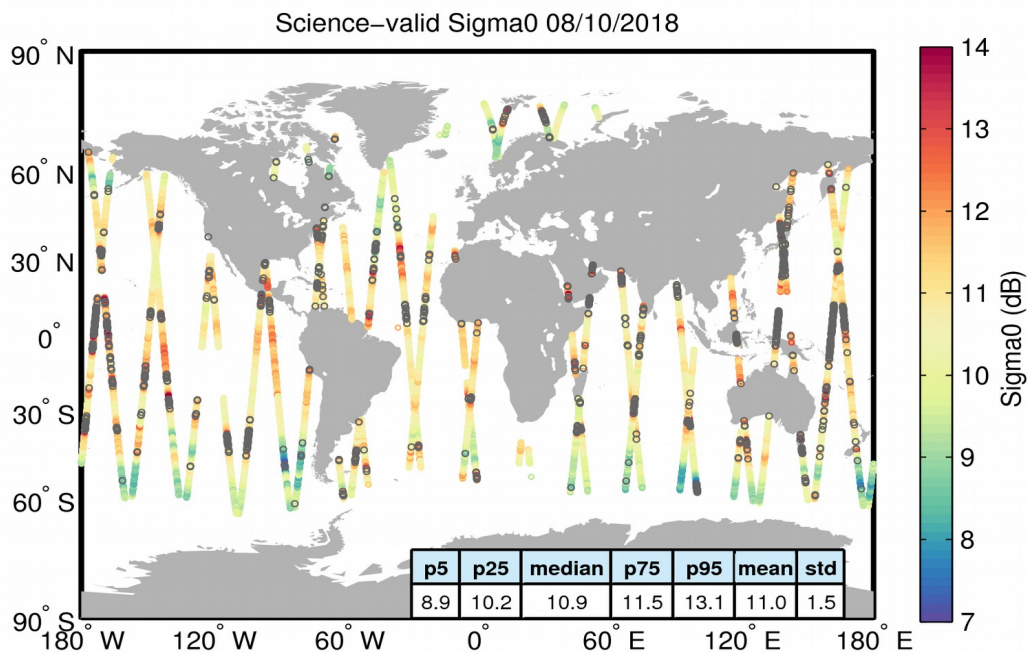 Science−valid Sigma0 08/10/2018
90° N
60° N
30° N
0°
30° S
60° S
90° S
180° W
120° W
60° W
0°
60° E
120° E
180° E
14
13
12
11
10
9
8
7
Sigma0 (dB)
p5 p25 median p75 p95 mean std
8.9 10.2 10.9 11.5 13.1 11.0 1.5